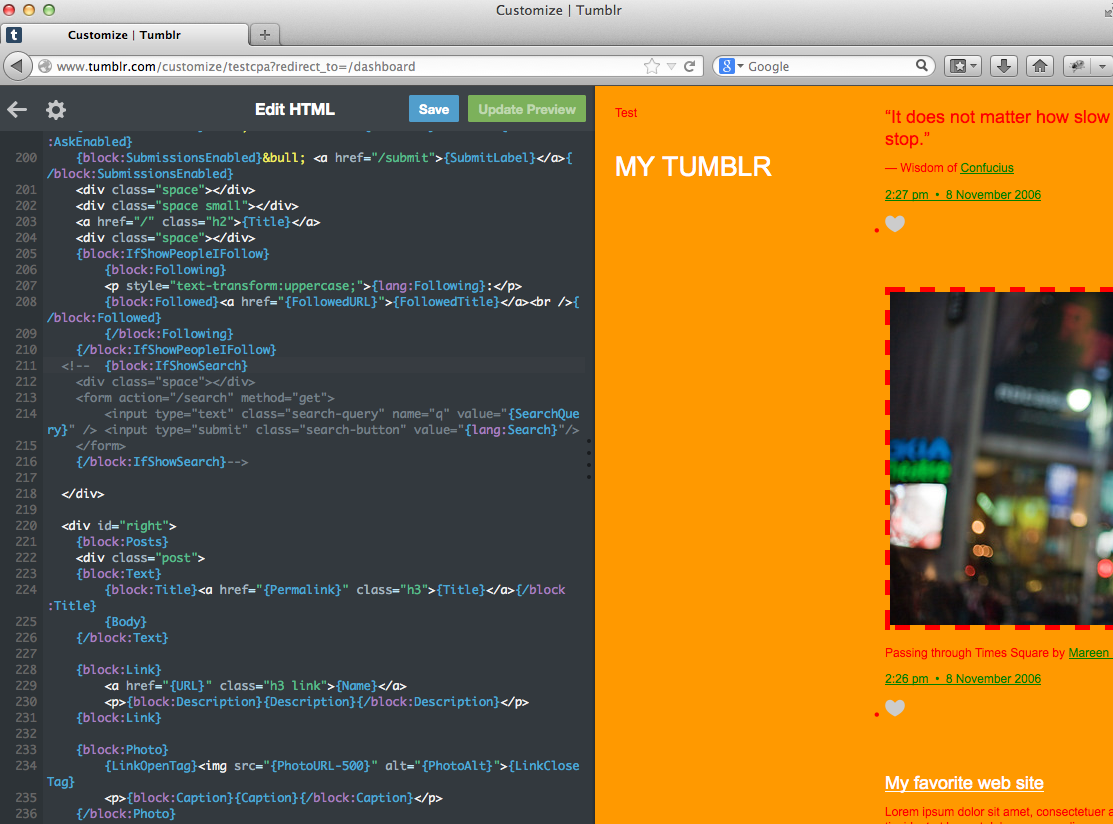 Customize | Tumblr
Customize | Tumblr
www.tumblr.com/customize/testcpa?redirect_to=/dashboard
Google
Edit HTML
Save
Update Preview
:AskEnabled}
200 {block:SubmissionsEnabled}&bull; <a href="/submit">{SubmitLabel}</a>{
/block:SubmissionsEnabled}
201 <div class="space"></div>
202 <div class="space small"></div>
203 <a href="/" class="h2">{Title}</a>
204 <div class="space"></div>
205 {block:IfShowPeopleIFollow}
206 {block:Following}
207 <p style="text-transform:uppercase;">{lang:Following}:</p>
208 {block:Followed}<a href="{FollowedURL}">{FollowedTitle}</a><br />{
/block:Followed}
209 {/block:Following}
210 {/block:IfShowPeopleIFollow}
211 <!-- {block:IfShowSearch}
212 <div class="space"></div>
213 <form action="/search" method="get">
214 <input type="text" class="search-query" name="q" value="{SearchQue
ry}" /> <input type="submit" class="search-button" value="{lang:Search}"/>
215 </form>
216 {/block:IfShowSearch}-->
217
218 </div>
219
220 <div id="right">
221 {block:Posts}
222 <div class="post">
223 {block:Text}
224 {block:Title}<a href="{Permalink}" class="h3">{Title}</a>{/block
:Title}
225 {Body}
226 {/block:Text}
227
228 {block:Link}
229 <a href="{URL}" class="h3 link">{Name}</a>
230 <p>{block:Description}{Description}{/block:Description}</p>
231 {block:Link}
232
233 {block:Photo}
234 {LinkOpenTag}<img src="{PhotoURL-500}" alt="{PhotoAlt}">{LinkClose
Tag}
235 <p>{block:Caption}{Caption}{/block:Caption}</p>
236 {/block:Photo}
Test
MY TUMBLR
“It does not matter how slow
stop.”
— Wisdom of Confucius
2:27 pm • 8 November 2006
Passing through Times Square by Mareen
2:26 pm • 8 November 2006
My favorite web site
Lorem ipsum dolor sit amet, consectetuer a